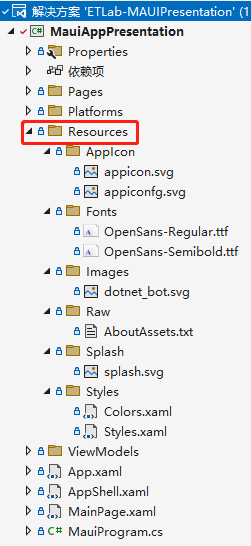 解决方案 'ETLab-MAUIPresentation' (1
MauiAppPresentation
Properties
依赖项
Pages
Platforms
Resources
AppIcon
appicon.svg
appiconfg.svg
Fonts
OpenSans-Regular.ttf
OpenSans-Semibold.ttf
Images
dotnet_bot.svg
Raw
AboutAssets.txt
Splash
splash.svg
Styles
Colors.xaml
Styles.xaml
ViewModels
App.xaml
AppShell.xaml
MainPage.xaml
C# MauiProgram.cs